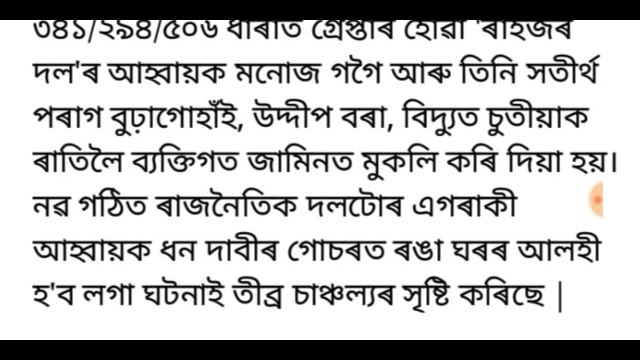 ৩৪১/২৯৪/৫০৬ ধাৰাত গ্ৰেপ্তাৰ হোৱা 'ৰাইজৰ
দল'ৰ আহ্বায়ক মনোজ গগৈ আৰু তিনি সতীৰ্থ
পৰাগ বুঢ়াগোহাঁই, উদ্দীপ বৰা, বিদ্যুত চুতীয়াক
ৰাতিলৈ ব্যক্তিগত জামিনত মুকলি কৰি দিয়া হয়।
নৱ গঠিত ৰাজনৈতিক দলটোৰ এগৰাকী
আহ্বায়ক ধন দাবীৰ গোচৰত ৰঙা ঘৰৰ আলহী
হ'ব লগা ঘটনাই তীব্ৰ চাঞ্চল্যৰ সৃষ্টি কৰিছে |